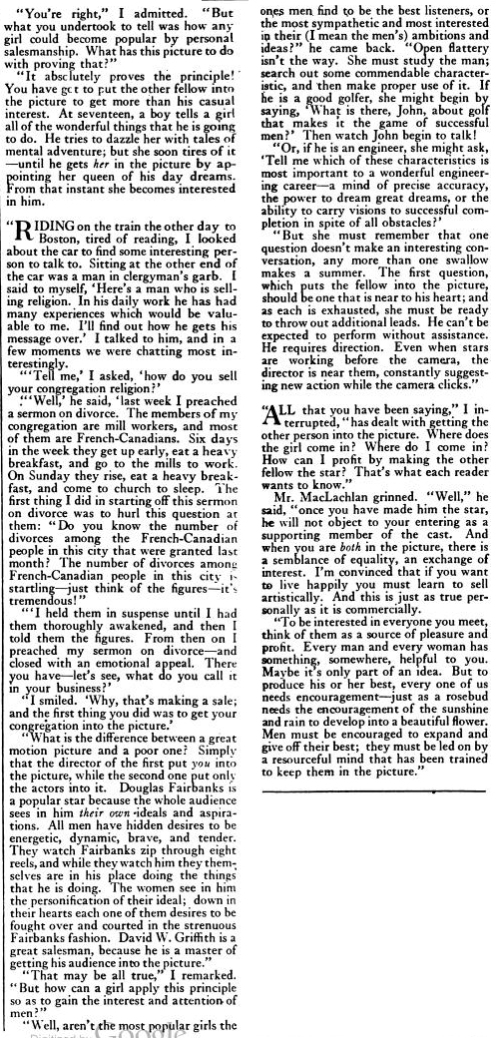 "You're right," I admitted. "But
what you undertook to tell was how any
girl could become popular by personal
salesmanship. What has this picture to do
with proving that?"
"It absolutely proves the principle!
You have got to put the other fellow into
the picture to get more than his casual
interest. At seventeen, a boy tells a girl
all of the wonderful things that he is going
to do. He tries to dazzle her with tales of
mental adventure; but she soon tires of it
—until he gets her in the picture by ap-
pointing her queen of his day dreams.
From that instant she becomes interested
in him.
"RIDING on the train the other day to
Boston, tired of reading, I looked
about the car to find some interesting per-
son to talk to. Sitting at the other end of
the car was a man in clergyman's garb. I
said to myself, 'Here's a man who is sell-
ing religion. In his daily work he has had
many experiences which would be valu-
able to me. I'll find out how he gets his
message over.' I talked to him, and in a
few moments we were chatting most in-
terestingly.
"'Tell me,' I asked, 'how do you sell
your congregation religion?'
"'Well,' he said, 'last week I preached
a sermon on divorce. The members of my
congregation are mill workers, and most
of them are French-Canadians. Six days
in the week they get up early, eat a heavy
breakfast, and go to the mills to work.
On Sunday they rise, eat a heavy break-
fast, and come to church to sleep. The
first thing I did in starting off this sermon
on divorce was to hurl this question at
them: "Do you know the number of
divorces among the French-Canadian
people in this city that were granted last
month? The number of divorces among
French-Canadian people in this city is
startling—just think of the figures—it's
tremendous!"
"'I held them in suspense until I had
them thoroughly awakened, and then I
told them the figures. From then on I
preached my sermon on divorce—and
closed with an emotional appeal. There
you have—let's see, what do you call it
in your business?'
"I smiled. 'Why, that's making a sale;
and the first thing you did was to get your
congregation into the picture.'
"What is the difference between a great
motion picture and a poor one? Simply
that the director of the first put you into
the picture, while the second one put only
the actors into it. Douglas Fairbanks is
a popular star because the whole audience
sees in him their own ideals and aspira-
tions. All men have hidden desires to be
energetic, dynamic, brave, and tender.
They watch Fairbanks zip through eight
reels, and while they watch him they them-
selves are in his place doing the things
that he is doing. The women see in him
the personification of their ideal; down in
their hearts each one of them desires to be
fought over and courted in the strenuous
Fairbanks fashion. David W. Griffith is a
great salesman, because he is a master of
getting his audience into the picture."
"That may be all true," I remarked.
"But how can a girl apply this principle
so as to gain the interest and attention of
men?"
"Well, aren't the most popular girls the
ones men find to be the best listeners, or
the most sympathetic and most interested
in their (I mean the men's) ambitions and
ideas?" he came back. "Open flattery
isn't the way. She must study the man;
search out some commendable character-
istic, and then make proper use of it. If
he is a good golfer, she might begin by
saying, 'What is there, John, about golf
that makes it the game of successful
men?' Then watch John begin to talk!
"Or, if he is an engineer, she might ask,
'Tell me which of these characteristics is
most important to a wonderful engineer-
ing career—a mind of precise accuracy,
the power to dream great dreams, or the
ability to carry visions to successful com-
pletion in spite of all obstacles?'
"But she must remember that one
question doesn't make an interesting con-
versation, any more than one swallow
makes a summer. The first question,
which puts the fellow into the picture,
should be one that is near to his heart; and
as each is exhausted, she must be ready
to throw out additional leads. He can't be
expected to perform without assistance.
He requires direction. Even when stars
are working before the camera, the
director is near them, constantly suggest-
ing new action while the camera clicks."
"ALL that you have been saying," I in-
terrupted, "has dealt with getting the
other person into the picture. Where does
the girl come in? Where do I come in?
How can I profit by making the other
fellow the star? That's what each reader
wants to know."
Mr. MacLachlan grinned. "Well," he
said, "once you have made him the star,
he will not object to your entering as a
supporting member of the cast. And
when you are both in the picture, there is
a semblance of equality, an exchange of
interest. I'm convinced that if you want
to live happily you must learn to sell
artistically. And this is just as true per-
sonally as it is commercially.
"To be interested in everyone you meet,
think of them as a source of pleasure and
profit. Every man and every woman has
something, somewhere, helpful to you.
Maybe it's only part of an idea. But to
produce his or her best, every one of us
needs encouragement—just as a rosebud
needs the encouragement of the sunshine
and rain to develop into a beautiful flower.
Men must be encouraged to expand and
give off their best; they must be led on by
a resourceful mind that has been trained
to keep them in the picture."
Digitized by Google